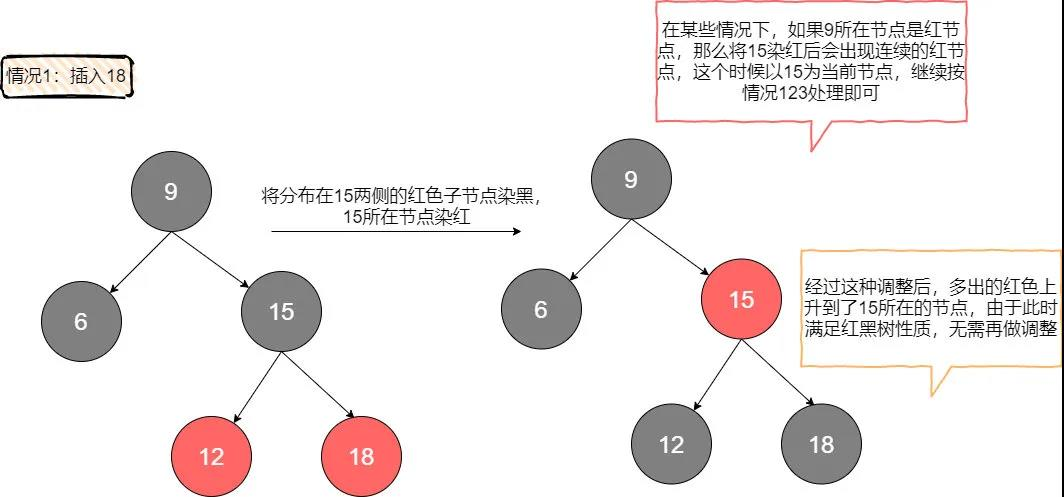 在某些情况下，如果9所在节点是红节
点，那么将15染红后会出现连续的红节
点，这个时候以15为当前节点，继续按
情况123处理即可
情况1：插入18
9
将分布在15两侧的红色子节点染黑，
15所在节点染红
9
6
15
6
15
经过这种调整后，多出的红色上
升到了15所在的节点，由于此时
满足红黑树性质，无需再做调整
12
18
12
18